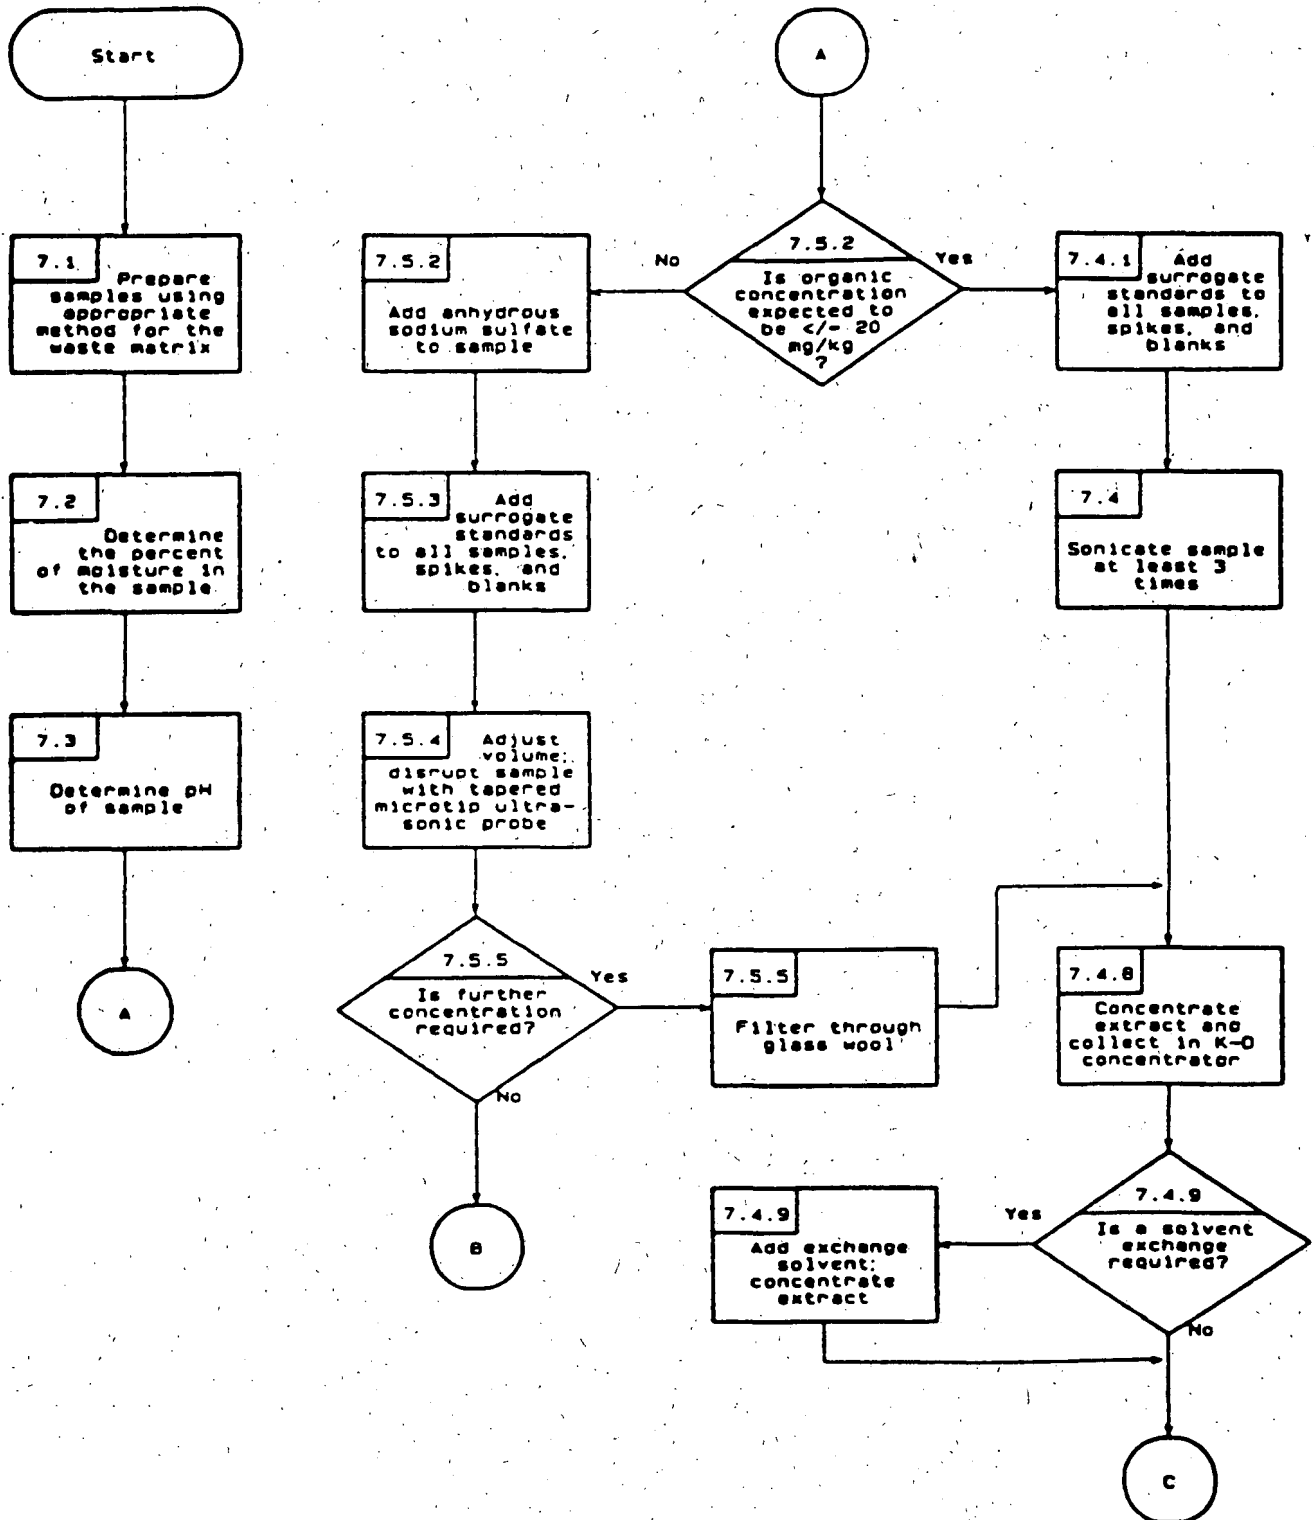 Start
7.1
Prepare
samples using
appropriate
method for the
waste matrix
7.2
Determine
the percent
of moisture in
the sample
7.3
Determine pH
of sample
A
A
7.5.2
Is organic
concentration
expected to
be </- 20
mg/kg
?
No
Yes
7.5.2
Add anhydrous
sodium sulfate
to sample
7.5.3
Add
surrogate
standards
to all samples,
spikes, and
blanks
7.5.4
Adjust
volume;
disrupt sample
with tapered
microtip ultra-
sonic probe
7.5.5
Is further
concentration
required?
Yes
No
B
7.5.5
Filter through
glass wool
7.4.1
Add
surrogate
standards to
all samples,
spikes, and
blanks
7.4
Sonicate sample
at least 3
times
7.4.8
Concentrate
extract and
collect in K-D
concentrator
7.4.9
Is a solvent
exchange
required?
Yes
No
7.4.9
Add exchange
solvent;
concentrate
extract
C